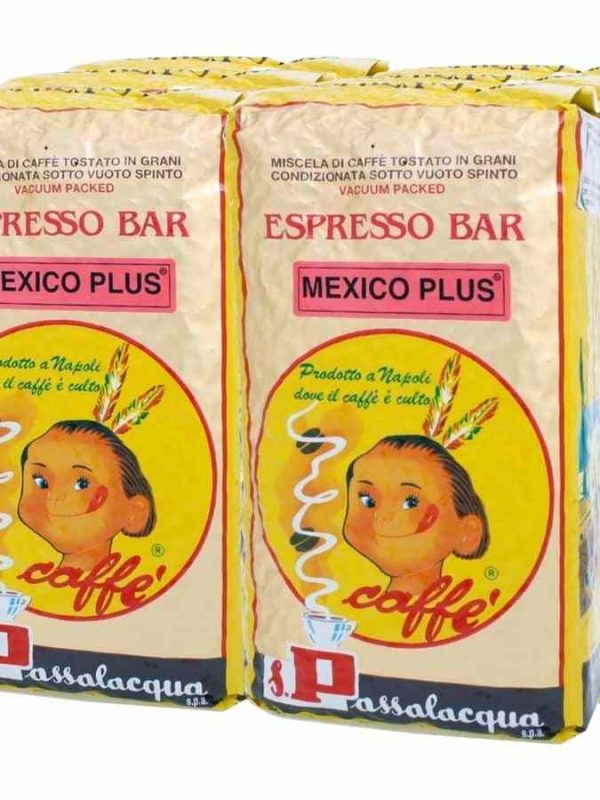 LA DI CAFFÈ TOSTATO IN GRANI
ZIONATA SOTTO VUOTO SPINTO
VACUUM PACKED
PRESSO BAR
MEXICO PLUS®
Prodotto a Napoli
e il caffè é culto
caffe'
®
Passalacqua
s.p.a.
MISCELA DI CAFFÈ TOSTATO IN GRANI
CONDIZIONATA SOTTO VUOTO SPINTO
VACUUM PACKED
ESPRESSO BAR
MEXICO PLUS®
Prodotto a Napoli
dove il caffè é culto
caffe'
®
S.Passalacqua
s.p.a.